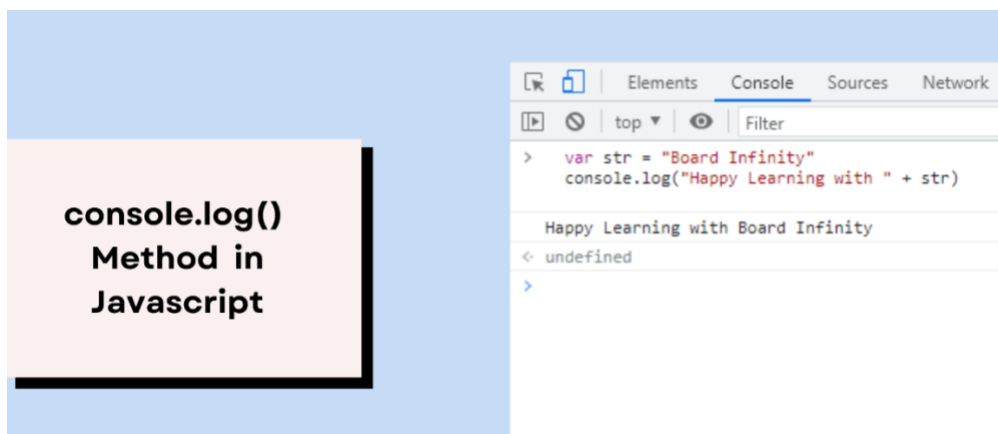 console.log()
Method in
Javascript
Elements Console Sources Network
top Filter
var str = "Board Infinity"
console.log("Happy Learning with " + str)
Happy Learning with Board Infinity
undefined